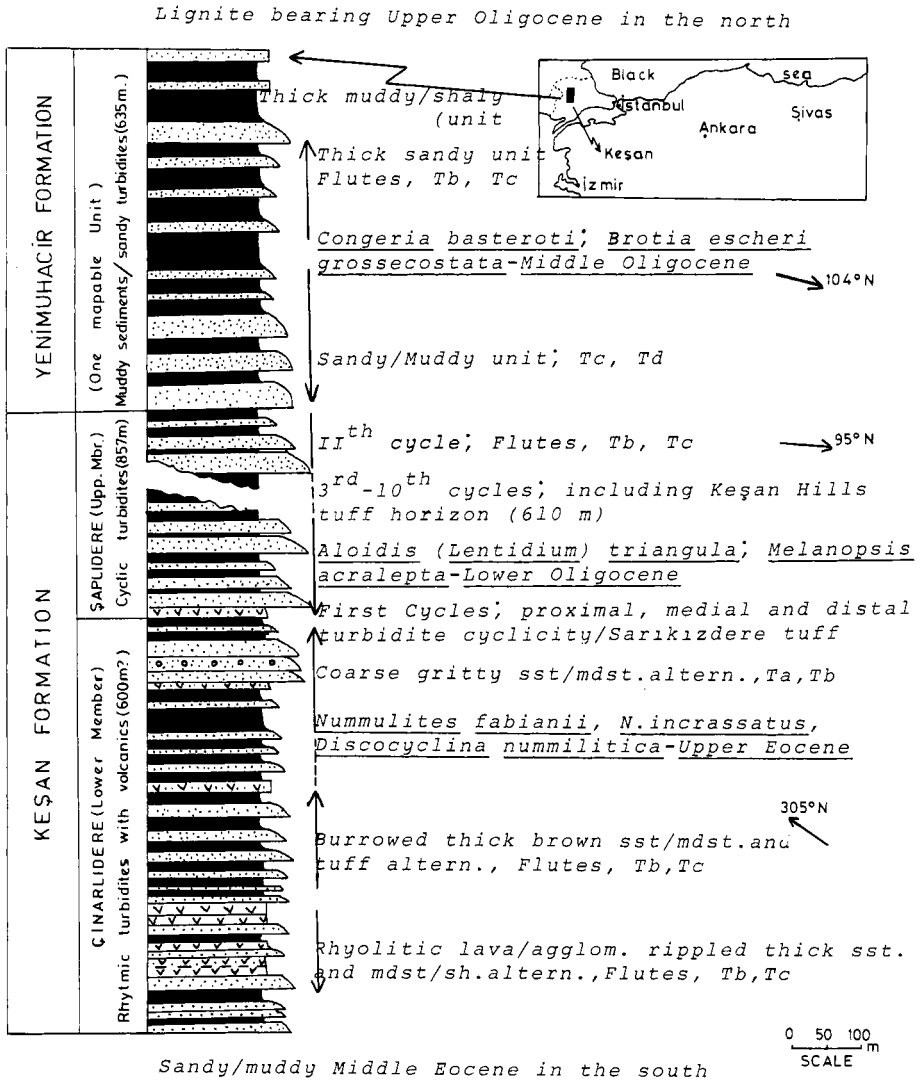 Lignite bearing Upper Oligocene in the north
Black
sea
İstanbul
Şivas
Ankara
Keşan
İzmir
Thick muddy/shaly
(unit
Thick sandy unit
Flutes, Tb, Tc
Congeria basteroti; Brotia escheri
grossecostata-Middle Oligocene
104°N
Sandy/Muddy unit; Tc, Td
YENİMUHACİR FORMATION
(One mapable Unit)
Muddy sediments/sandy turbidites(635m.)
IIth cycle; Flutes, Tb, Tc
95°N
3rd-10th cycles; including Keşan Hills
tuff horizon (610 m)
Aloidis (Lentidium) triangula; Melanopsis
acralepta-Lower Oligocene
First Cycles; proximal, medial and distal
turbidite cyclicity/Sarıkızdere tuff
Coarse gritty sst/mdst.altern.,Ta,Tb
Nummulites fabianii, N.incrassatus,
Discocyclina nummilitica-Upper Eocene
305°N
Burrowed thick brown sst/mdst.and
tuff altern., Flutes, Tb,Tc
Rhyolitic lava/agglom. rippled thick sst.
and mdst/sh.altern.,Flutes, Tb,Tc
KEŞAN FORMATION
ŞAPLIDERE (Upp. Mbr.)
Cyclic turbidites(857m)
ÇINARLIDERE (Lower Member)
Rhytmic turbidites with volcanics(600m?)
0 50 100
m
SCALE
Sandy/muddy Middle Eocene in the south